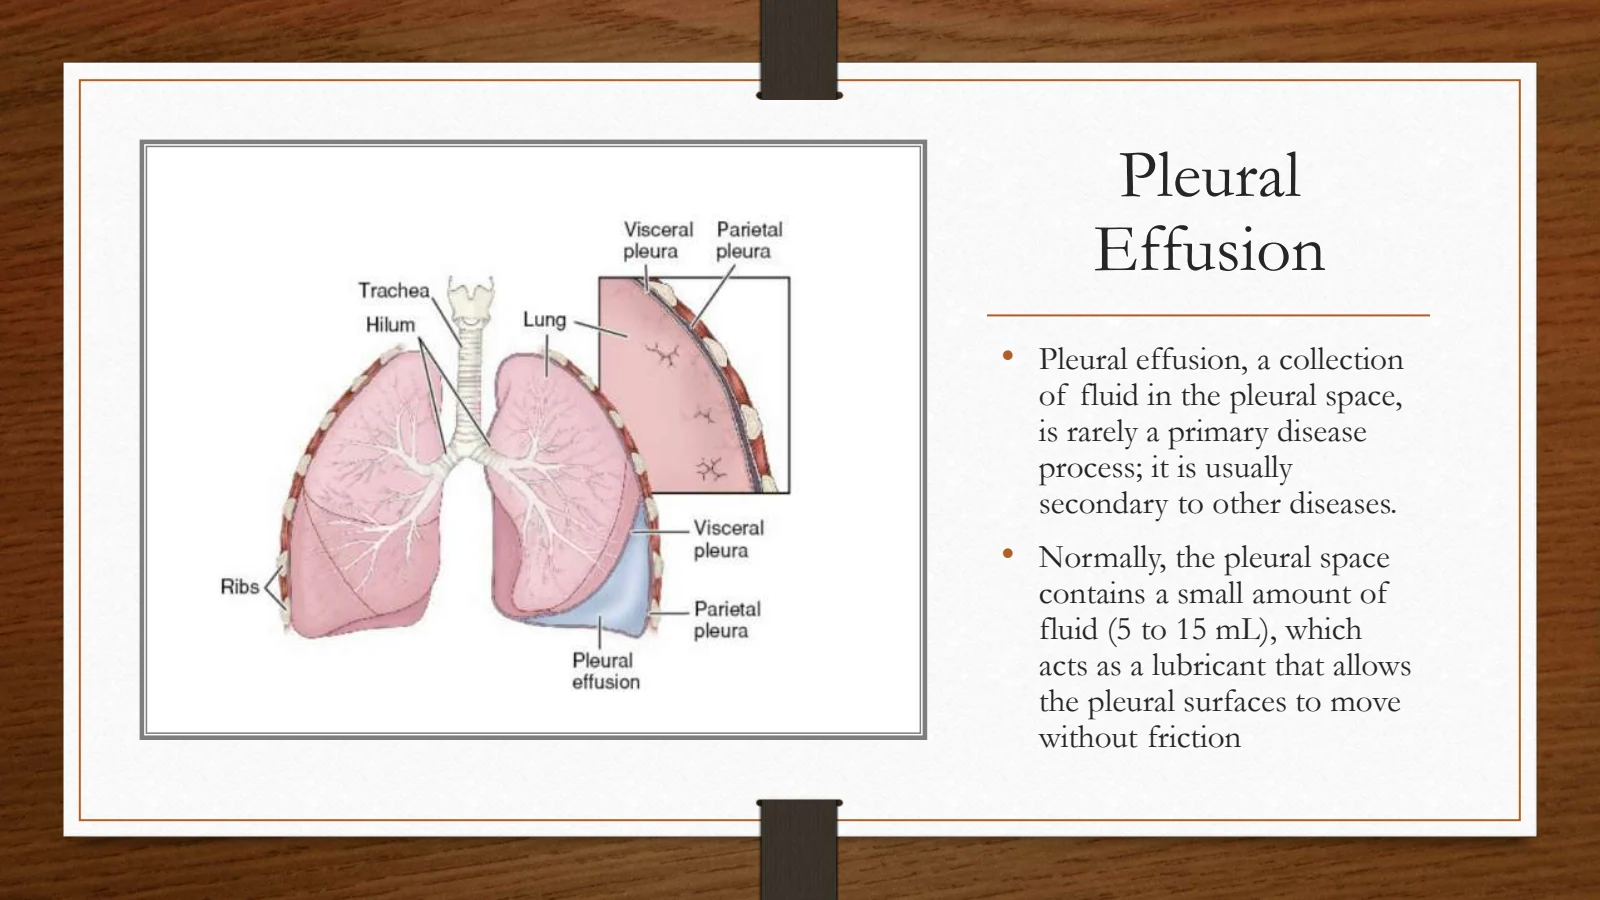 Visceral
pleura
Parietal
pleura
Trachea
Hilum
Lung
Visceral
pleura
Ribs
Parietal
pleura
Pleural
effusion
Pleural
Effusion
• Pleural effusion, a collection
of fluid in the pleural space,
is rarely a primary disease
process; it is usually
secondary to other diseases.
• Normally, the pleural space
contains a small amount of
fluid (5 to 15 mL), which
acts as a lubricant that allows
the pleural surfaces to move
without friction